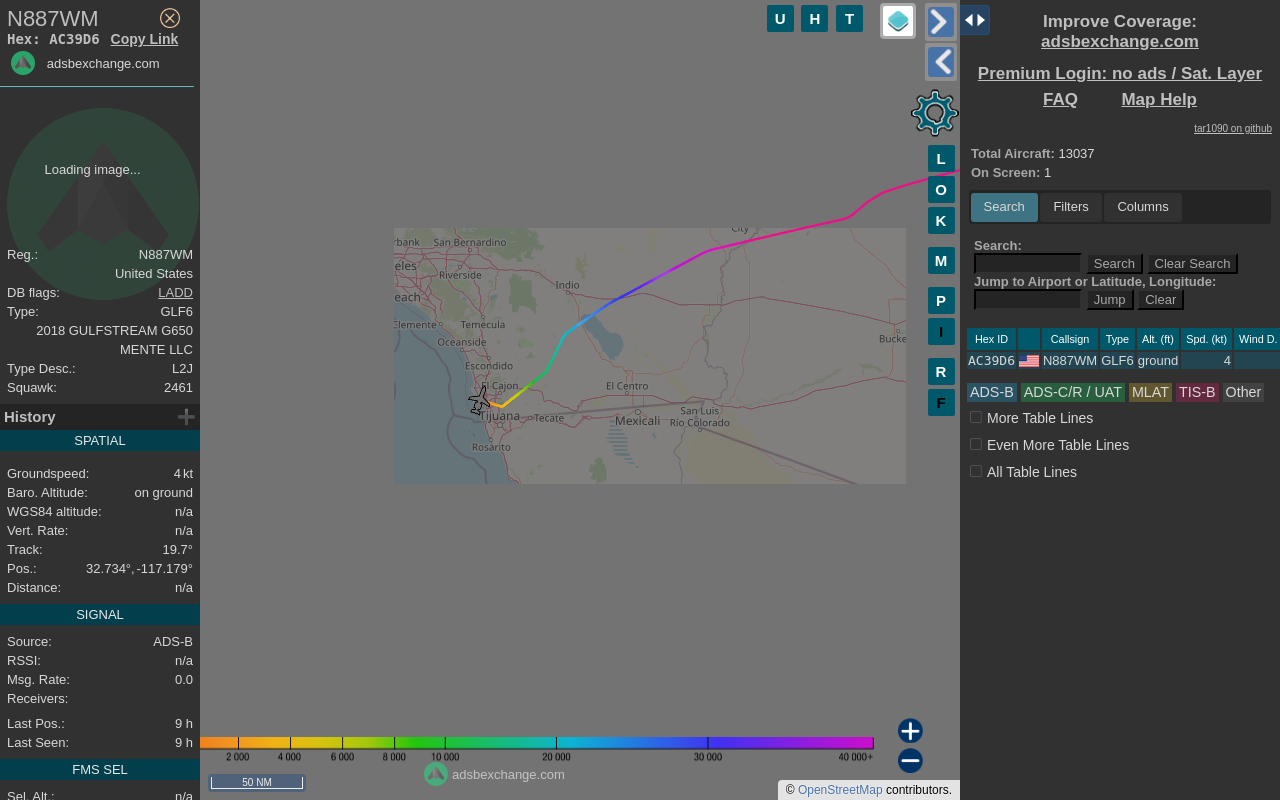 N887WM
Hex: AC39D6 Copy Link
adsbexchange.com
Loading image...
Reg.: N887WM
United States
DB flags: LADD
Type: GLF6
2018 GULFSTREAM G650
MENTE LLC
Type Desc.: L2J
Squawk: 2461
History
SPATIAL
Groundspeed: 4 kt
Baro. Altitude: on ground
WGS84 altitude: n/a
Vert. Rate: n/a
Track: 19.7°
Pos.: 32.734°, -117.179°
Distance: n/a
SIGNAL
Source: ADS-B
RSSI: n/a
Msg. Rate: 0.0
Receivers:
Last Pos.: 9 h
Last Seen: 9 h
FMS SEL
Sel. Alt.: n/a
U H T
L
O
K
M
P
I
R
F
City
rbank San Bernardino
eles
Riverside
each
Indio
Clemente Temecula
Oceanside
Bucke
Escondido
El Cajon El Centro
Tijuana Tecate Mexicali
San Luis
Río Colorado
Rosarito
2 000 4 000 6 000 8 000 10 000 20 000 30 000 40 000+
adsbexchange.com
50 NM
© OpenStreetMap contributors.
Improve Coverage:
adsbexchange.com
Premium Login: no ads / Sat. Layer
FAQ Map Help
tar1090 on github
Total Aircraft: 13037
On Screen: 1
Search Filters Columns
Search:
Search Clear Search
Jump to Airport or Latitude, Longitude:
Jump Clear
Hex ID Callsign Type Alt. (ft) Spd. (kt) Wind D.
AC39D6 N887WM GLF6 ground 4
ADS-B ADS-C/R / UAT MLAT TIS-B Other
More Table Lines
Even More Table Lines
All Table Lines